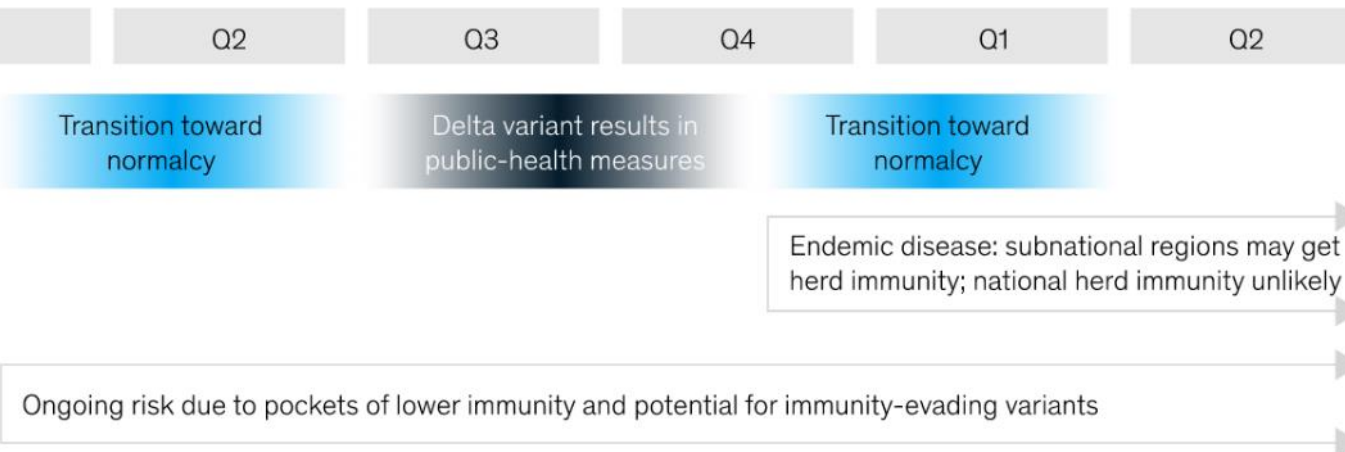 Q2
Q3
Q4
Q1
Q2
Transition toward
normalcy
Delta variant results in
public-health measures
Transition toward
normalcy
Endemic disease: subnational regions may get
herd immunity; national herd immunity unlikely
Ongoing risk due to pockets of lower immunity and potential for immunity-evading variants